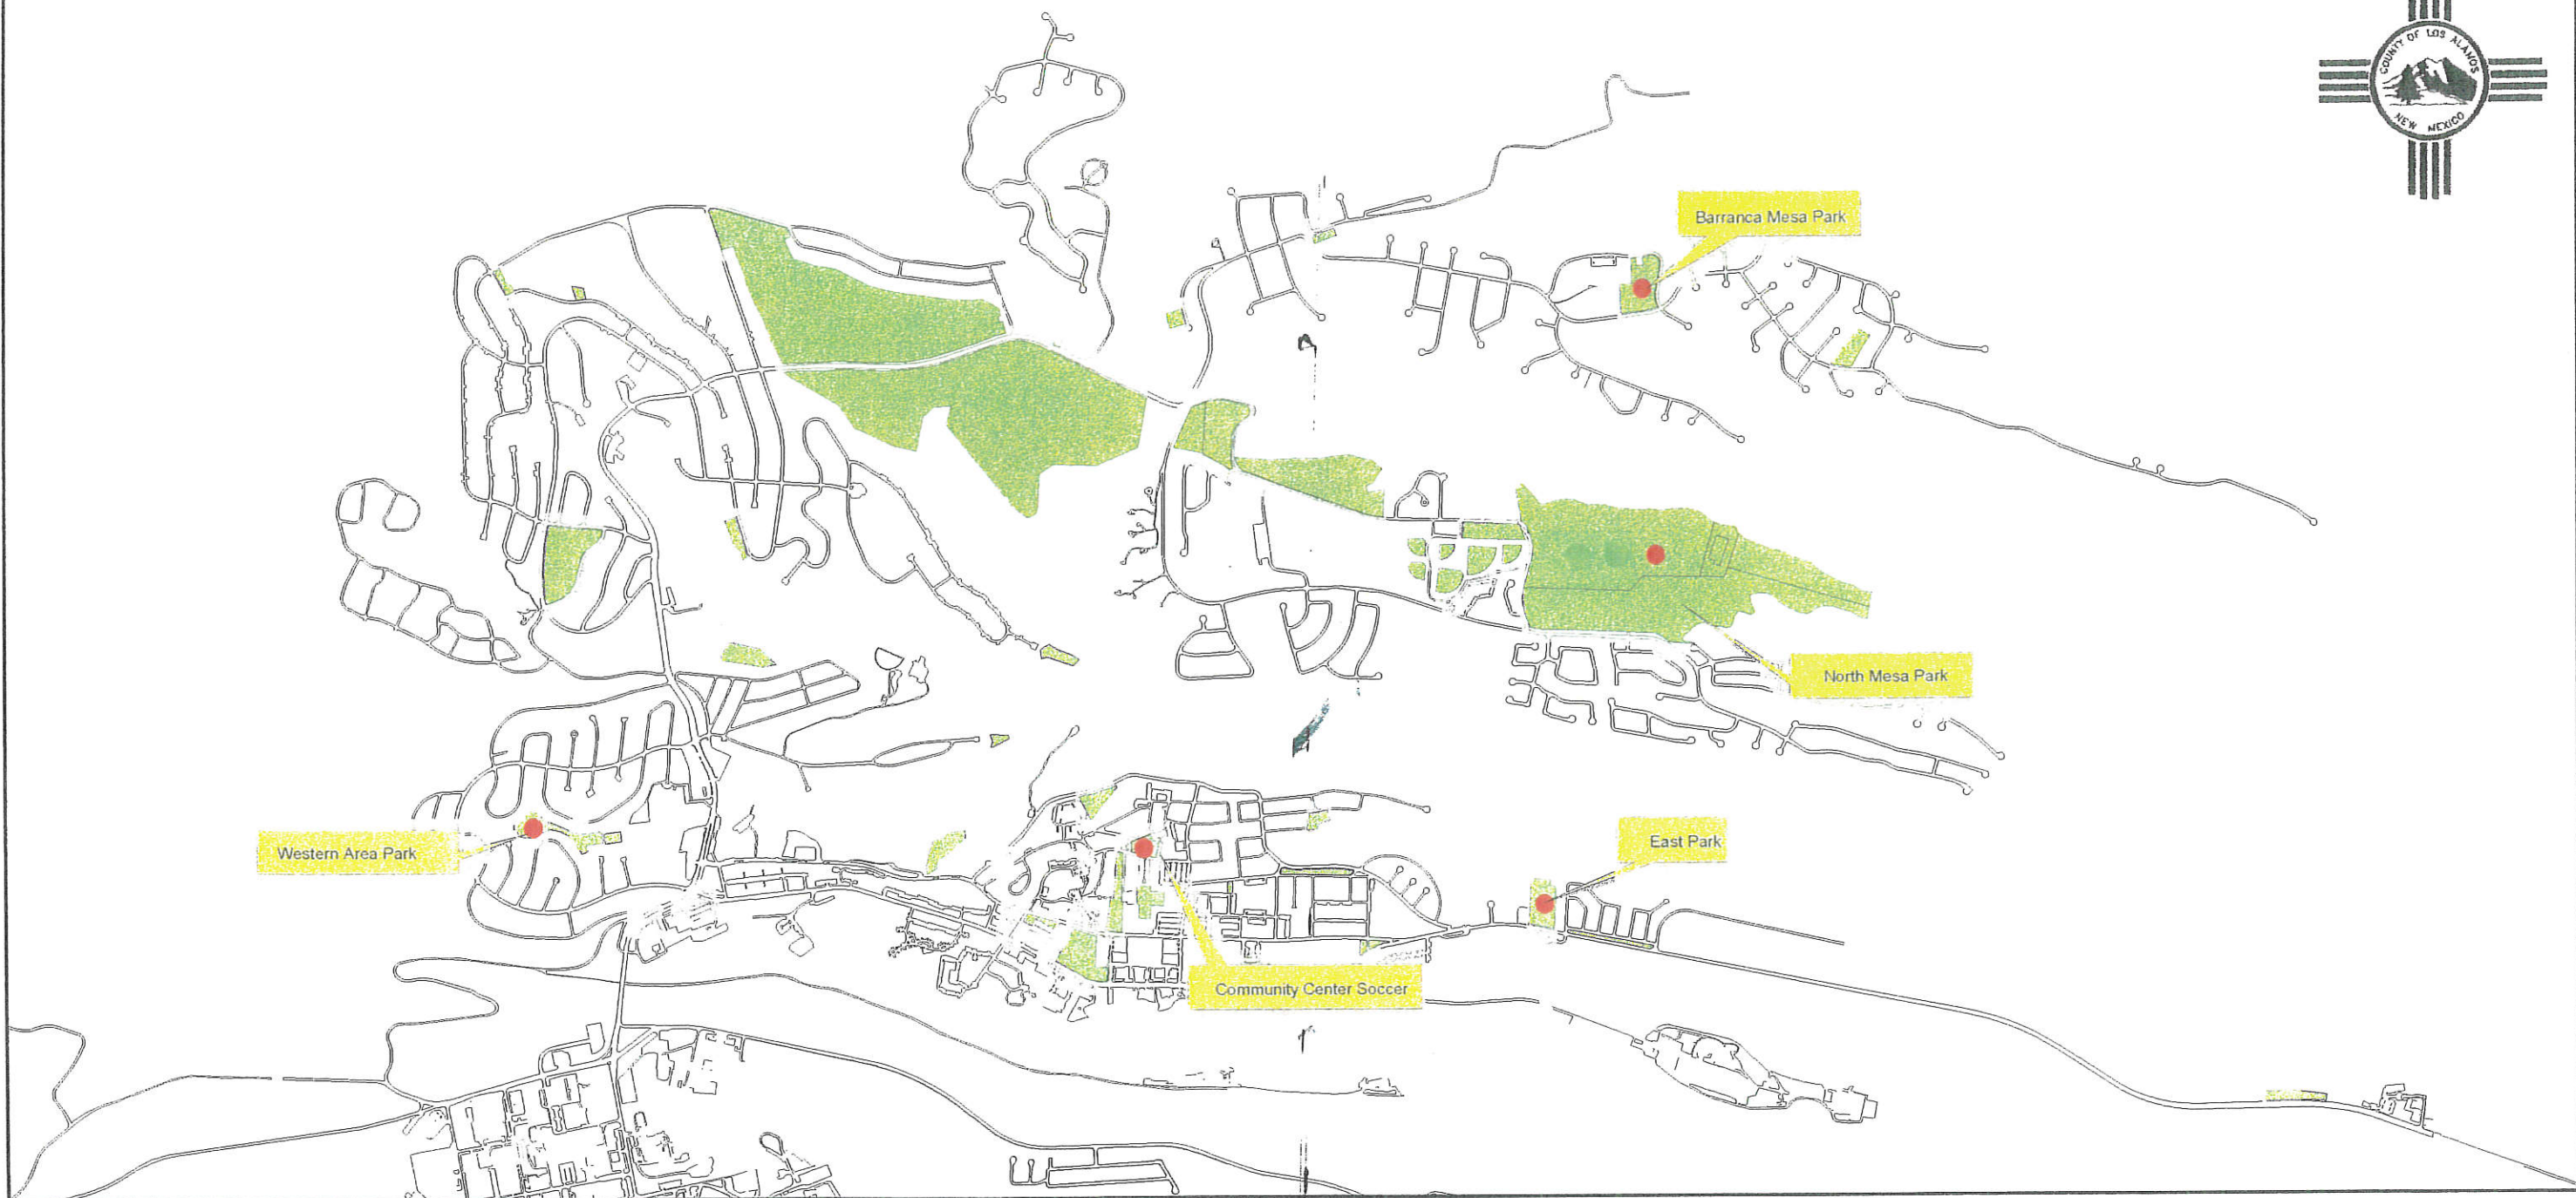 COUNTY OF LOS ALAMOS
NEW MEXICO
Barranca Mesa Park
North Mesa Park
Western Area Park
East Park
Community Center Soccer